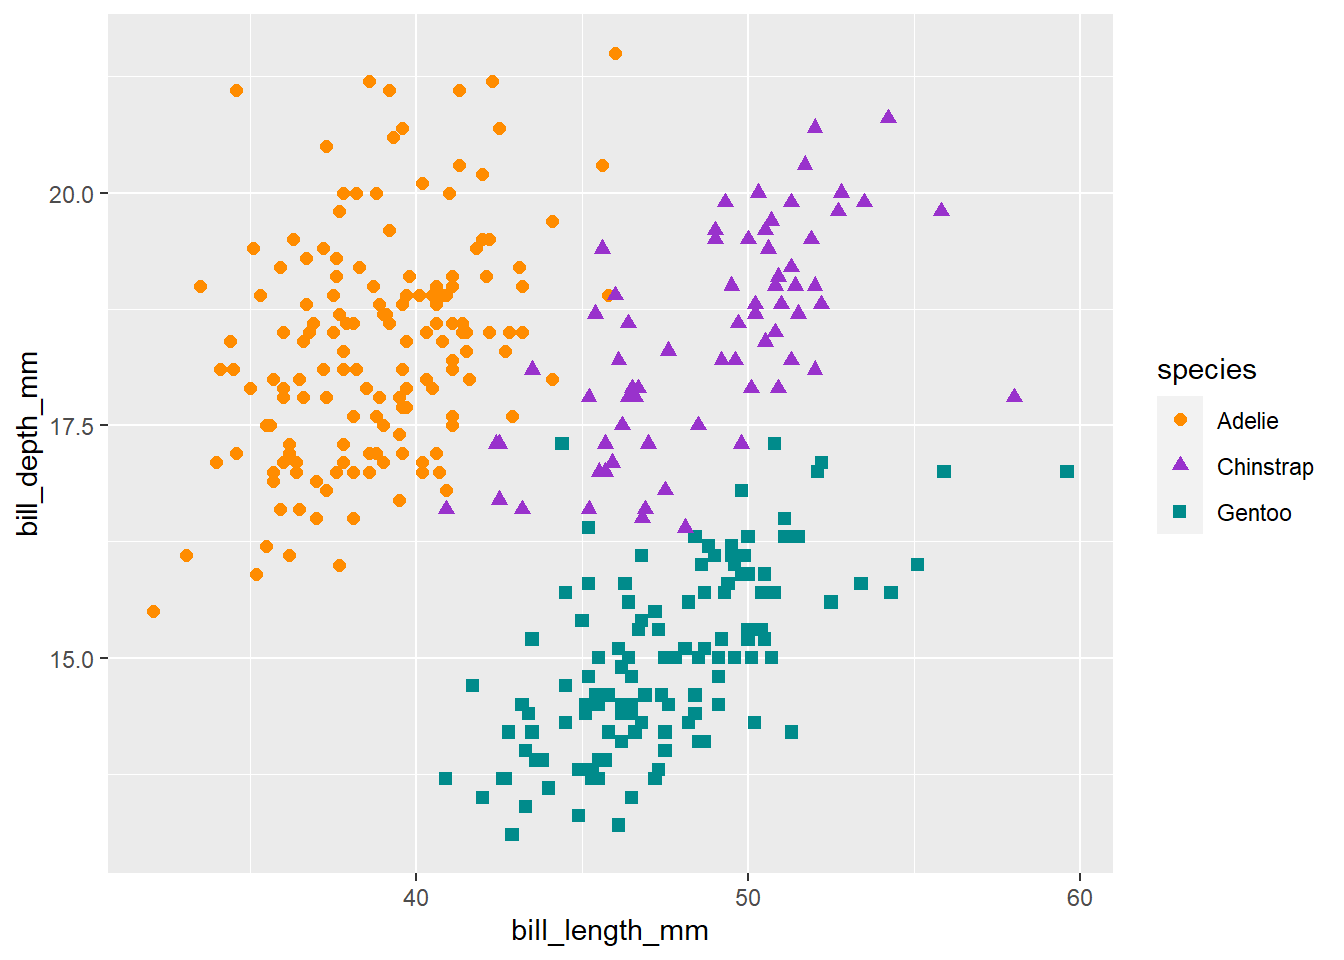 bill_depth_mm
20.0
17.5
15.0
40
50
60
bill_length_mm
species
Adelie
Chinstrap
Gentoo